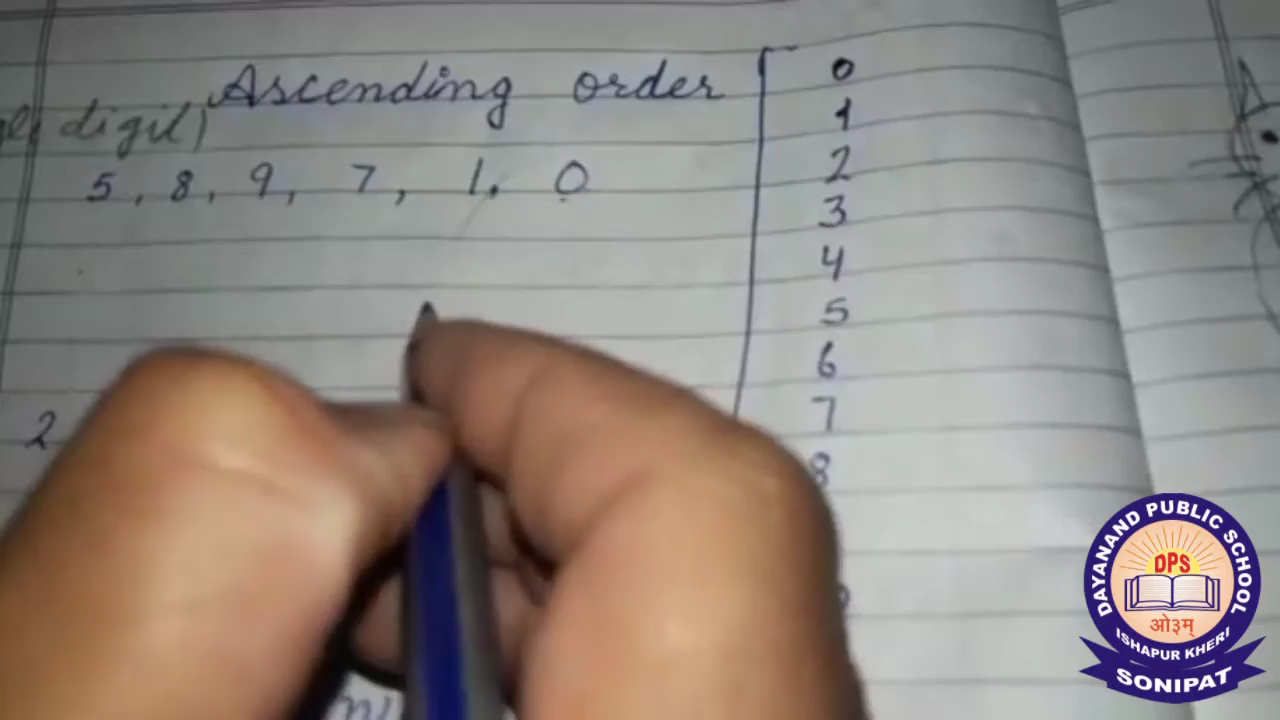 Ascending order
digit)
5, 8, 9, 7, 1, 0
2
0
1
2
3
4
5
6
7
8
DAYANAND PUBLIC SCHOOL
DPS
ओ३म्
ISHAPUR KHERI
SONIPAT